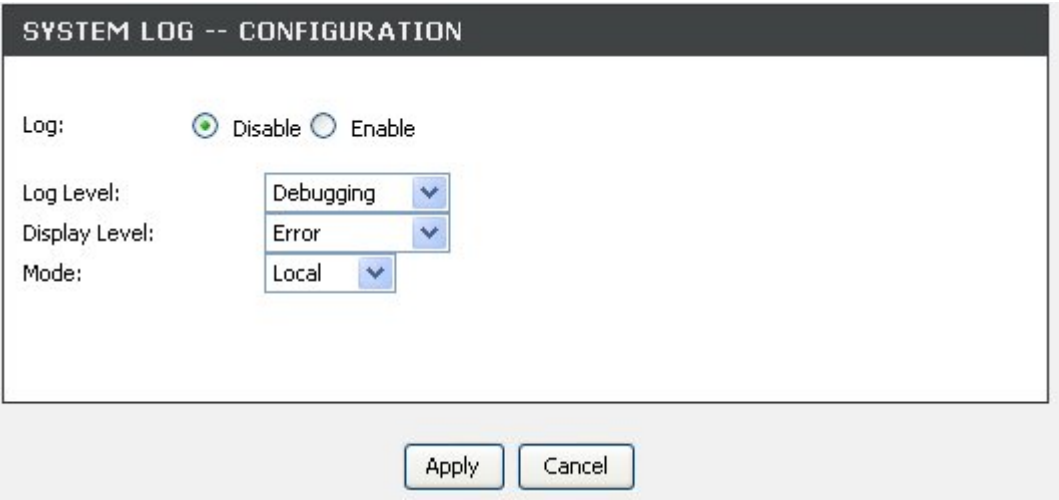 SYSTEM LOG -- CONFIGURATION
Log: Disable Enable
Log Level: Debugging
Display Level: Error
Mode: Local
Apply Cancel